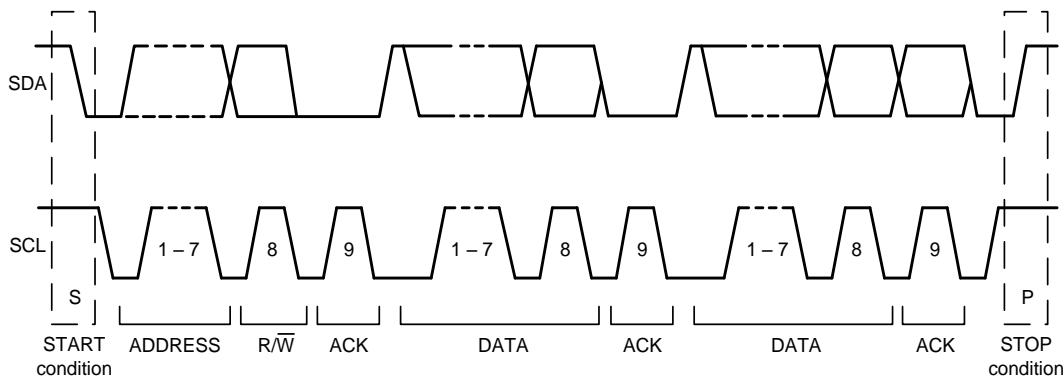 SDA
SCL
1 – 7 8 9 1 – 7 8 9 1 – 7 8 9
S P
START condition
ADDRESS R/W̅ ACK DATA ACK DATA ACK
STOP condition